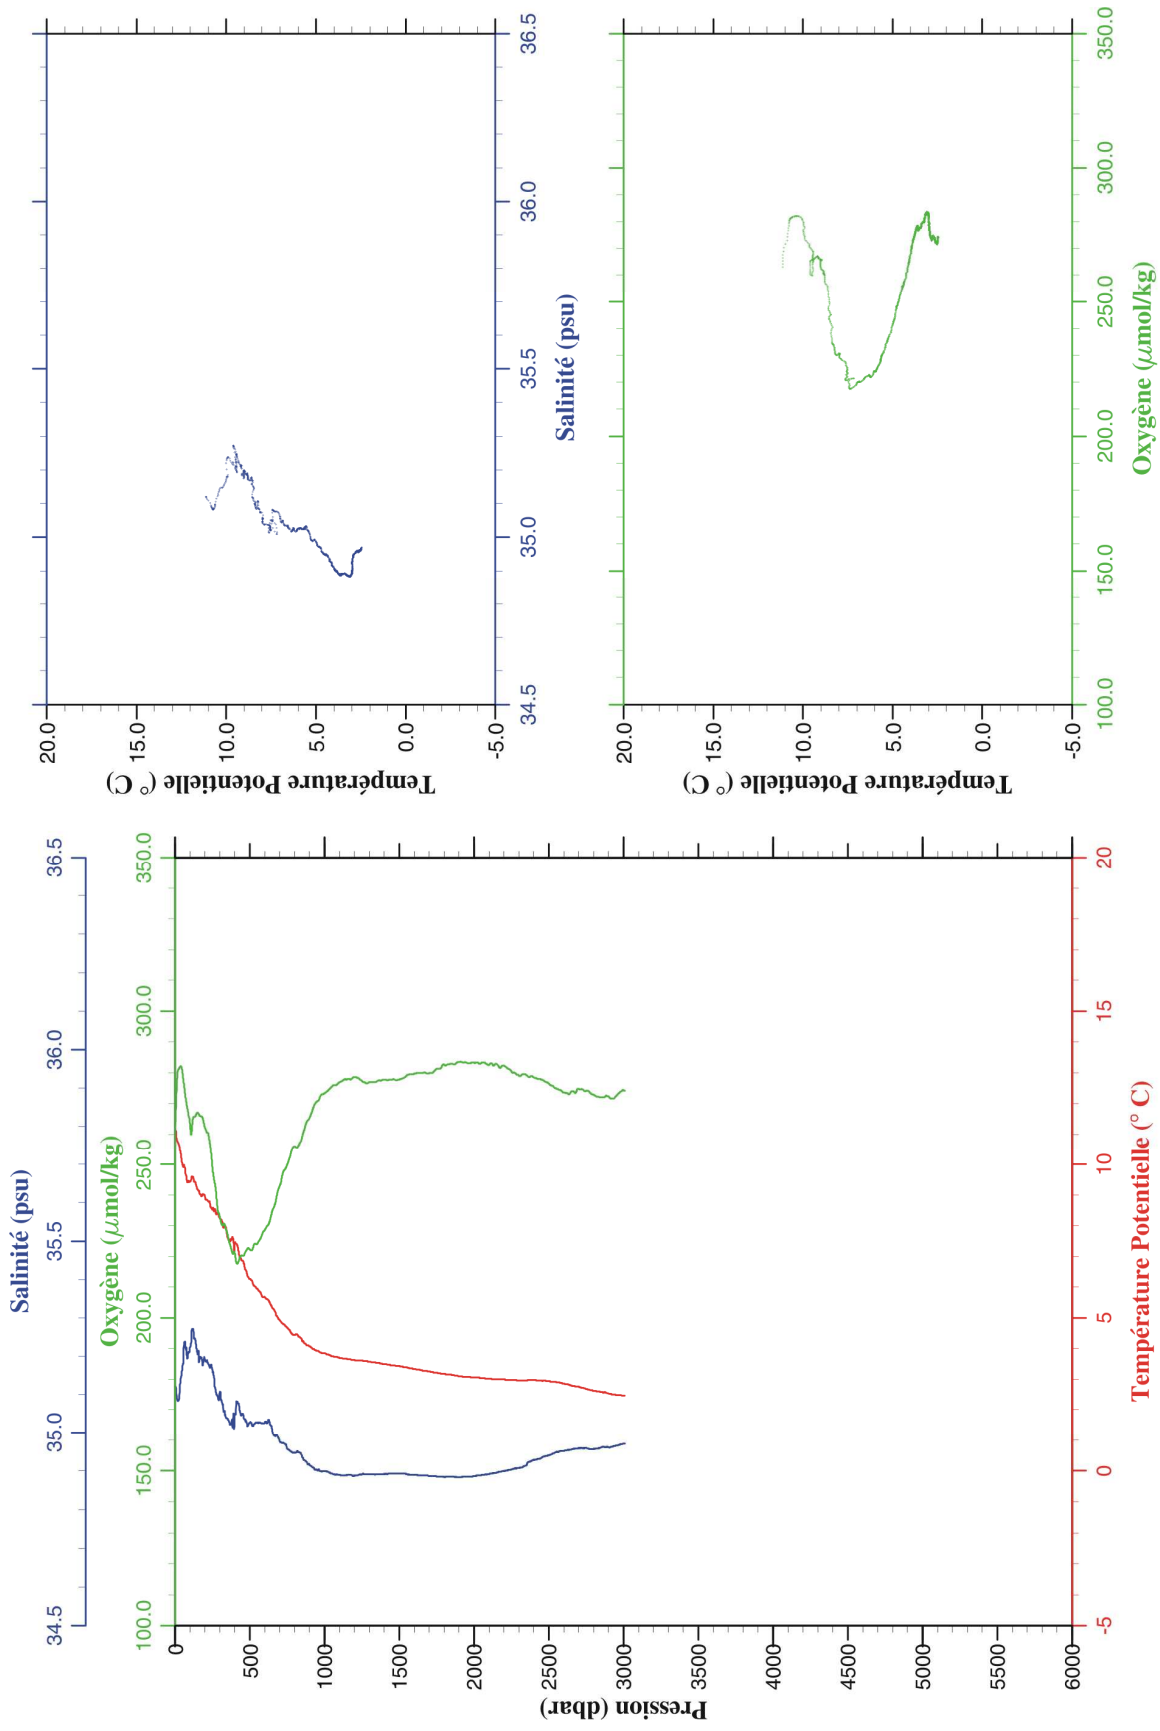 Salinité (psu)
34.5 35.0 35.5 36.0 36.5
Oxygène (μmol/kg)
100.0 150.0 200.0 250.0 300.0 350.0
0
500
1000
1500
2000
2500
3000
3500
4000
4500
5000
5500
6000
Pression (dbar)
-5 0 5 10 15 20
Température Potentielle (° C)
20.0
15.0
10.0
5.0
0.0
-5.0
Température Potentielle (° C)
34.5 35.0 35.5 36.0 36.5
Salinité (psu)
20.0
15.0
10.0
5.0
0.0
-5.0
Température Potentielle (° C)
100.0 150.0 200.0 250.0 300.0 350.0
Oxygène (μmol/kg)